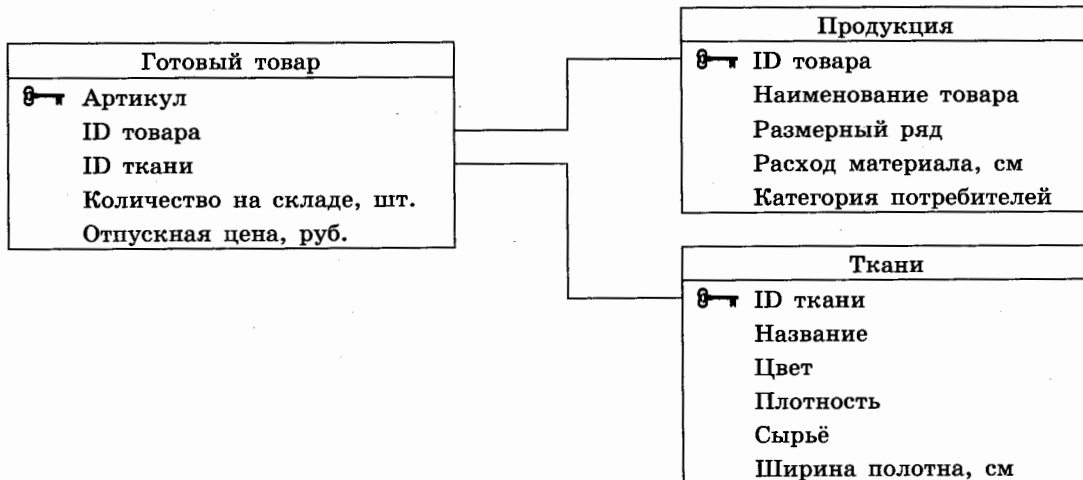 Готовый товар
Артикул
ID товара
ID ткани
Количество на складе, шт.
Отпускная цена, руб.
Продукция
ID товара
Наименование товара
Размерный ряд
Расход материала, см
Категория потребителей
Ткани
ID ткани
Название
Цвет
Плотность
Сырьё
Ширина полотна, см